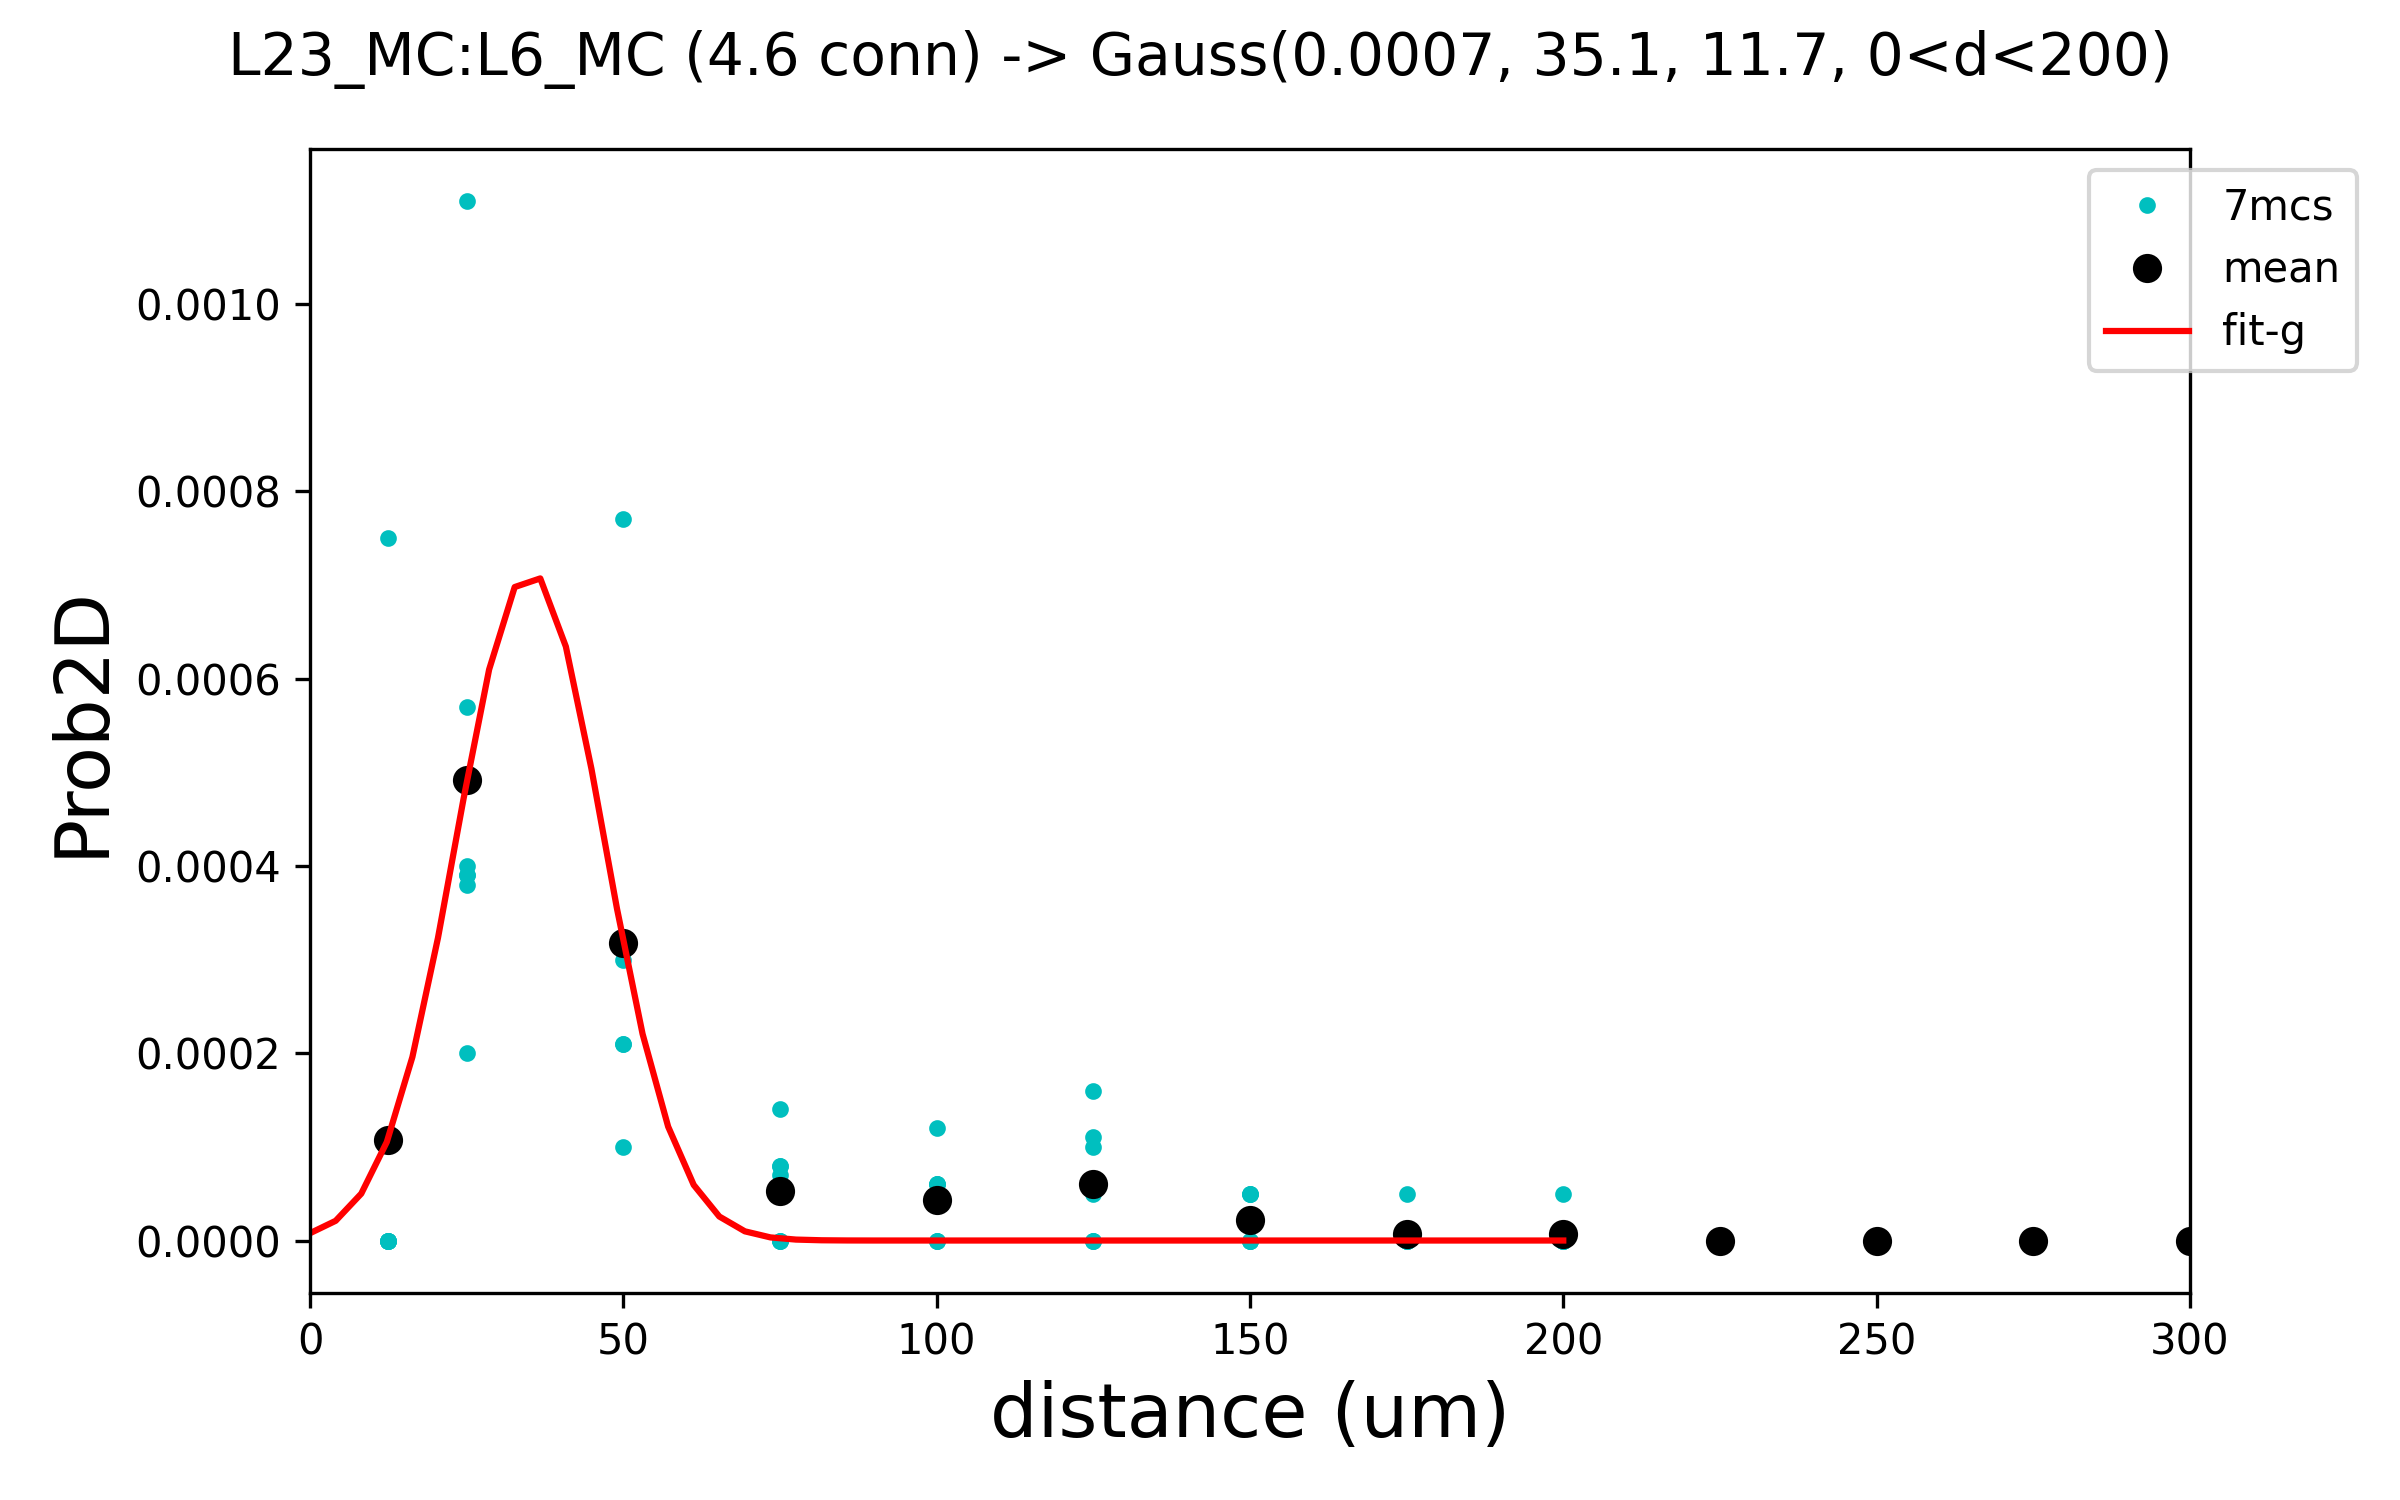 L23_MC:L6_MC (4.6 conn) -> Gauss(0.0007, 35.1, 11.7, 0<d<200)
7mcs
mean
fit-g
Prob2D
0.0010
0.0008
0.0006
0.0004
0.0002
0.0000
0 50 100 150 200 250 300
distance (um)